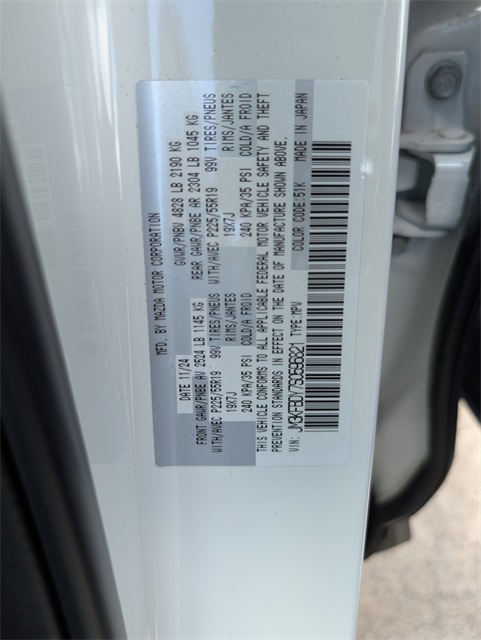 MFD. BY MAZDA MOTOR CORPORATION
DATE 11/24 GVWR/PNBV 4828 LB 2190 KG
FRONT GAWR/PNBE AV 2524 LB 1145 KG REAR GAWR/PNBE AR 2304 LB 1045 KG
WITH/AVEC P225/55R19 99V TIRES/PNEUS WITH/AVEC P225/55R19 99V TIRES/PNEUS
19X7J RIMS/JANTES 19X7J RIMS/JANTES
240 KPA/35 PSI COLD/A FROID 240 KPA/35 PSI COLD/A FROID
THIS VEHICLE CONFORMS TO ALL APPLICABLE FEDERAL MOTOR VEHICLE SAFETY AND THEFT
PREVENTION STANDARDS IN EFFECT ON THE DATE OF MANUFACTURE SHOWN ABOVE.
VIN: JM3KFBDY7S0596821 TYPE:MPV COLOR CODE:51K MADE IN JAPAN